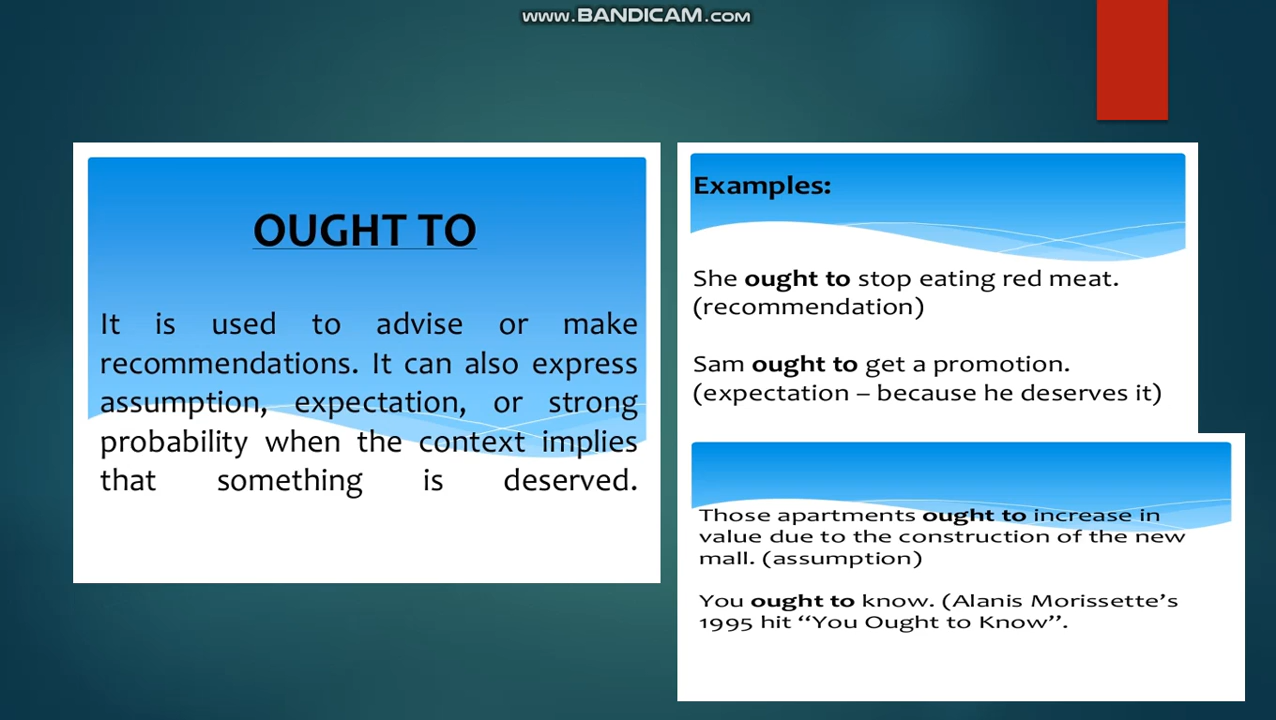 WWW.BANDICAM.COM
OUGHT TO
It is used to advise or make
recommendations. It can also express
assumption, expectation, or strong
probability when the context implies
that something is deserved.
Examples:
She ought to stop eating red meat.
(recommendation)
Sam ought to get a promotion.
(expectation – because he deserves it)
Those apartments ought to increase in
value due to the construction of the new
mall. (assumption)
You ought to know. (Alanis Morissette’s
1995 hit “You Ought to Know”.